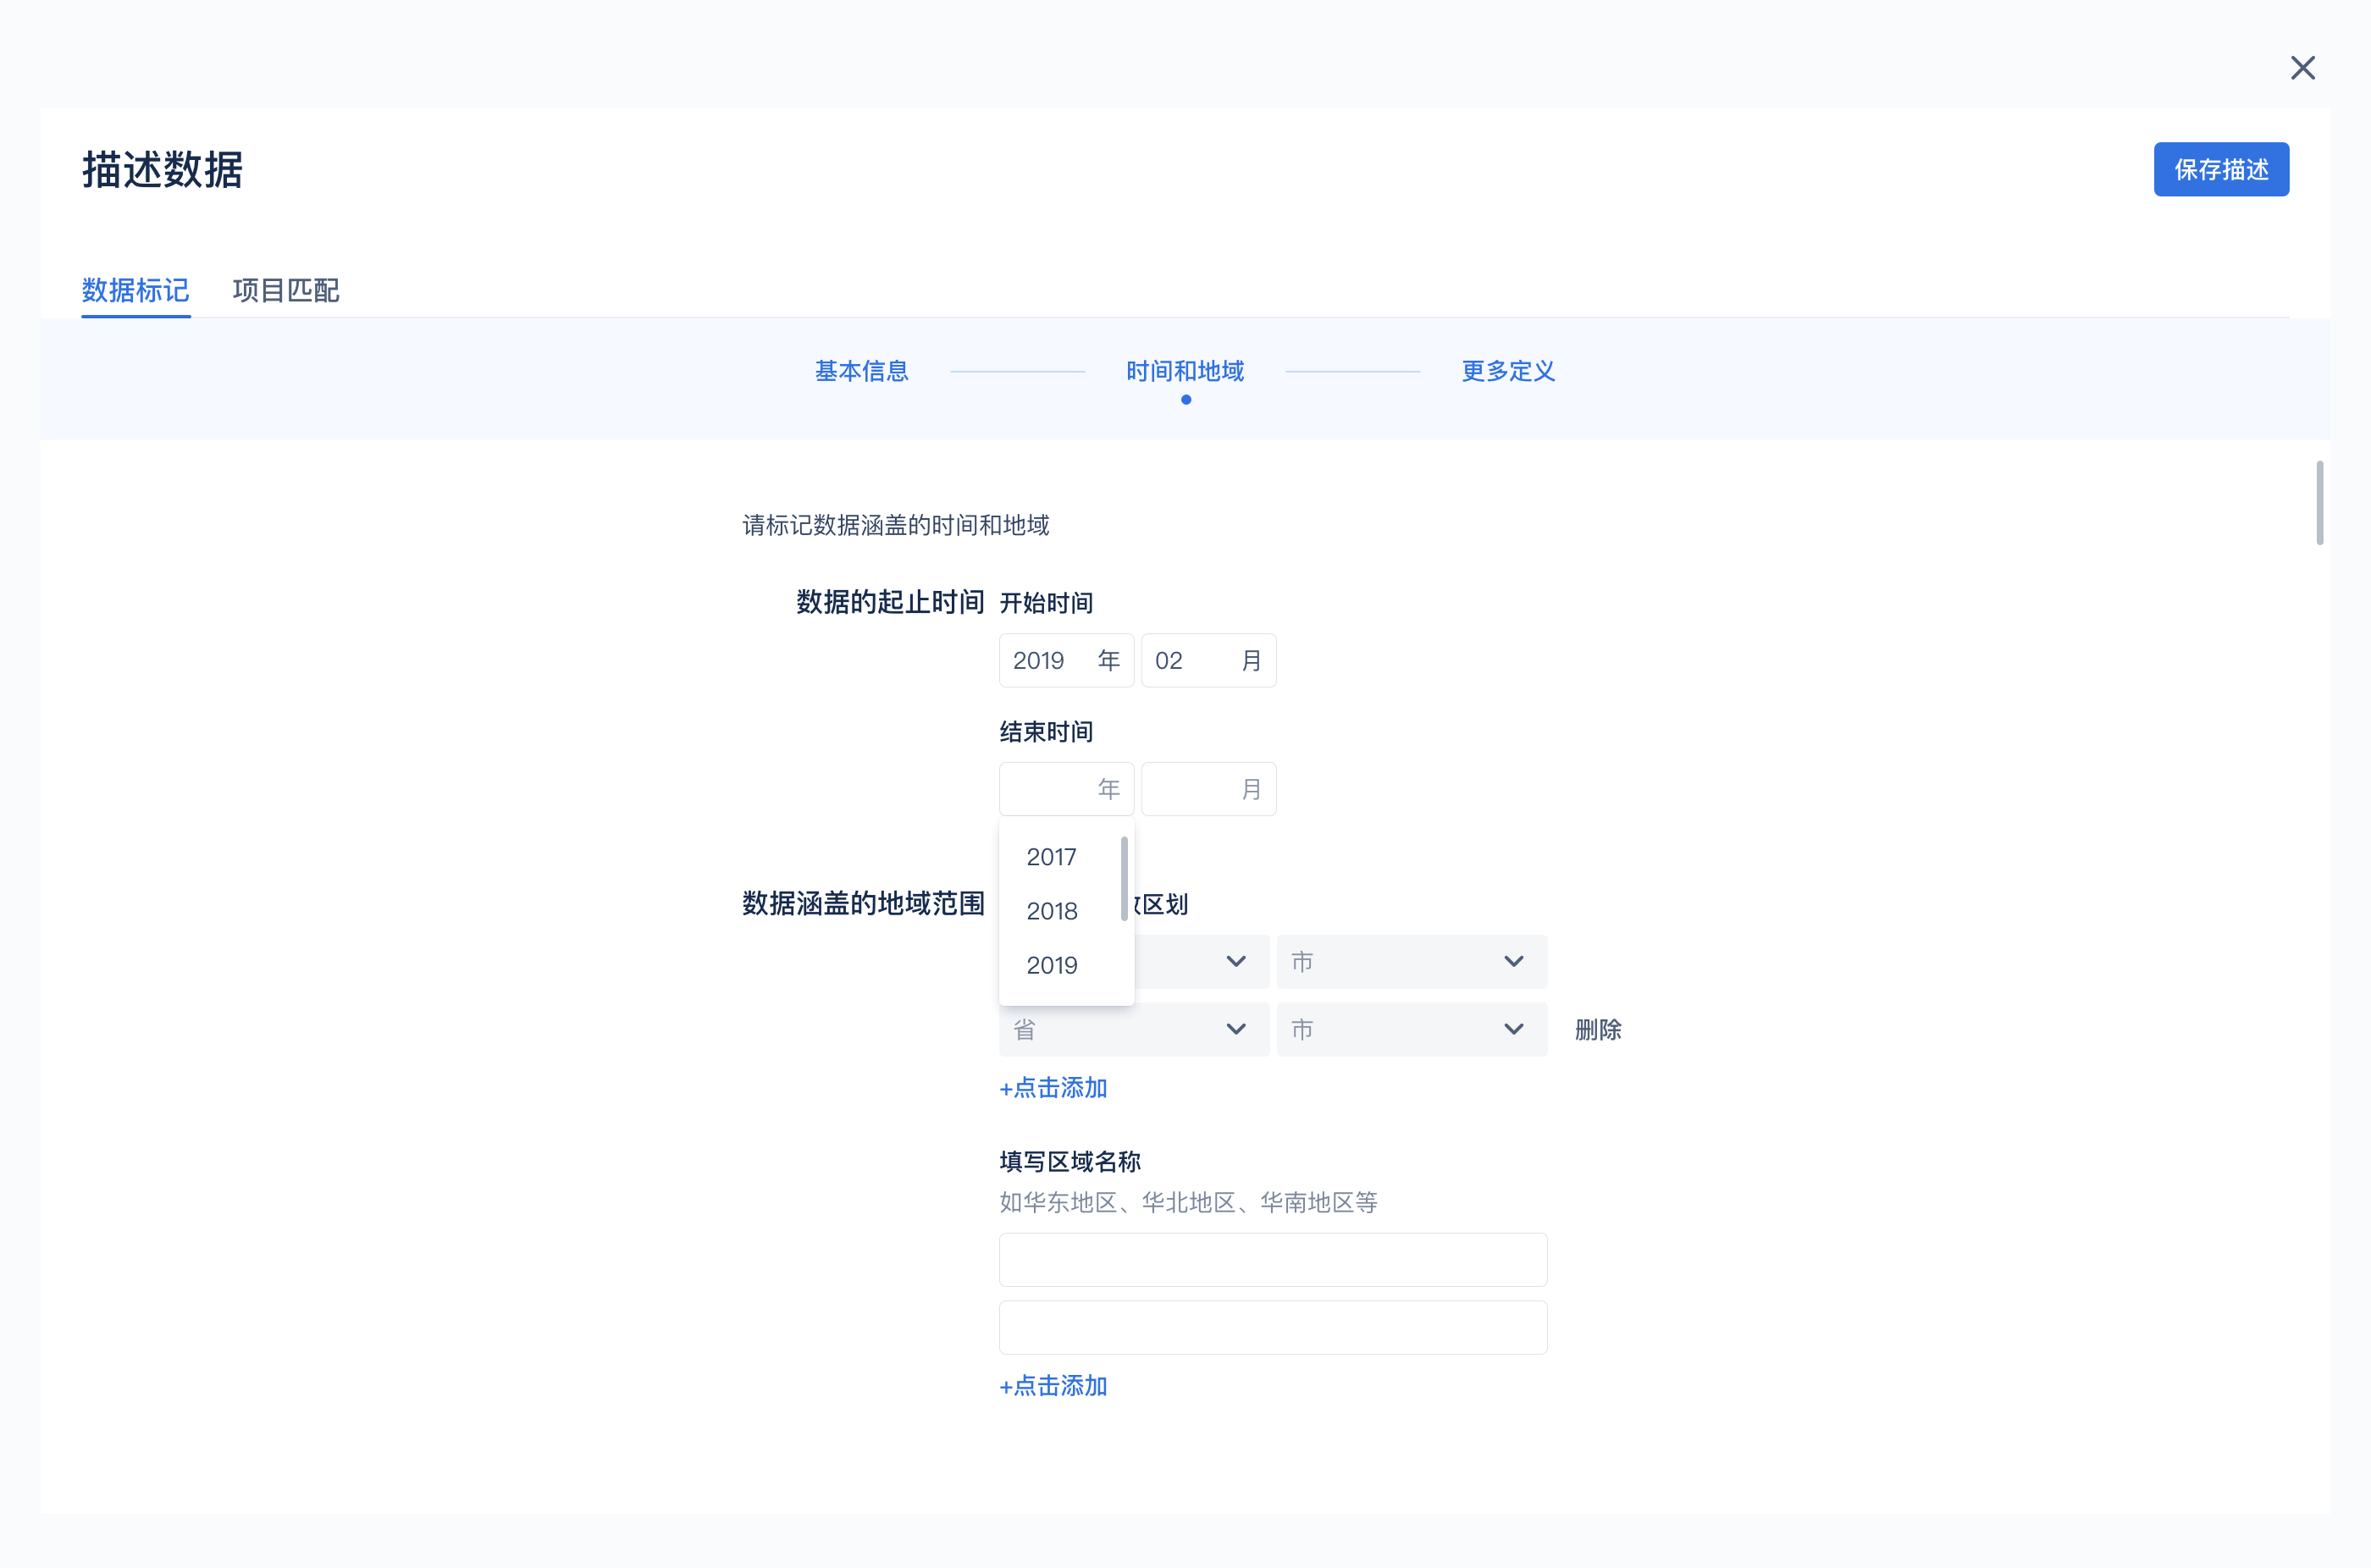 描述数据
保存描述
数据标记 项目匹配
基本信息 时间和地域 更多定义
请标记数据涵盖的时间和地域
数据的起止时间 开始时间
2019 年 02 月
结束时间
年 月
2017
2018
2019
数据涵盖的地域范围 区划
市
省 市 删除
+点击添加
填写区域名称
如华东地区、华北地区、华南地区等
+点击添加